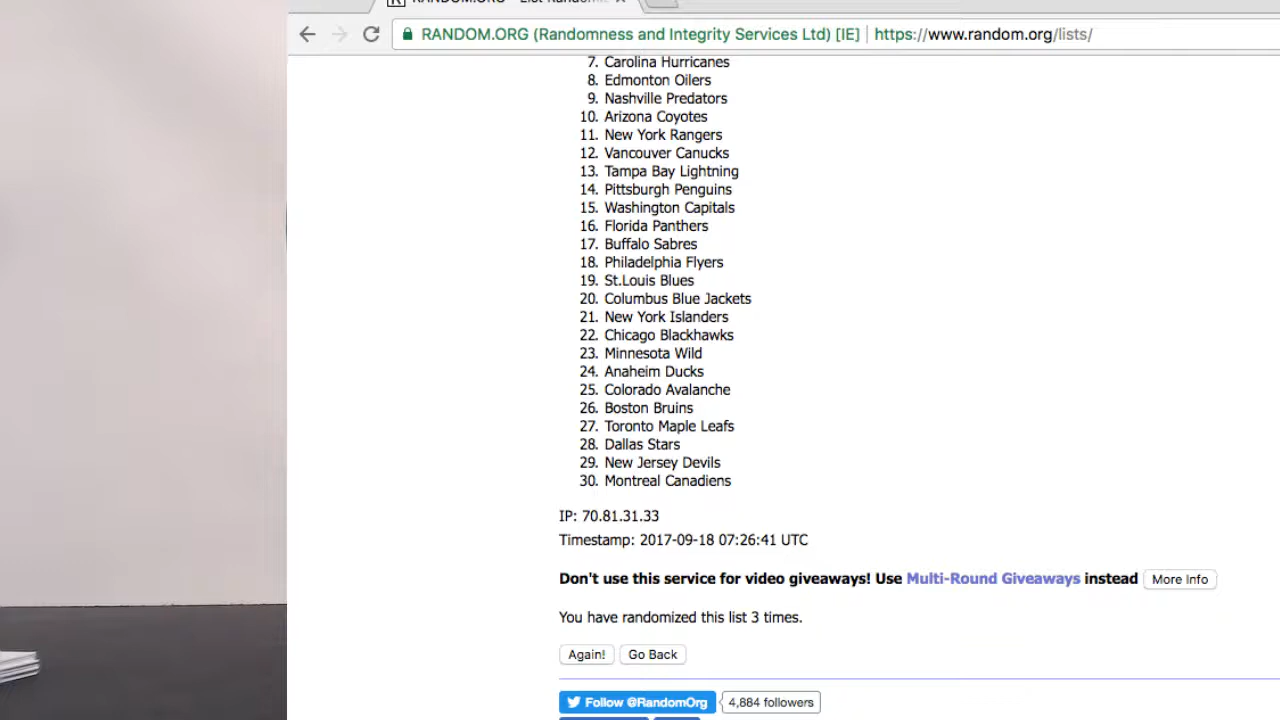 RANDOM.ORG (Randomness and Integrity Services Ltd) [IE] | https://www.random.org/lists/
7. Carolina Hurricanes
8. Edmonton Oilers
9. Nashville Predators
10. Arizona Coyotes
11. New York Rangers
12. Vancouver Canucks
13. Tampa Bay Lightning
14. Pittsburgh Penguins
15. Washington Capitals
16. Florida Panthers
17. Buffalo Sabres
18. Philadelphia Flyers
19. St.Louis Blues
20. Columbus Blue Jackets
21. New York Islanders
22. Chicago Blackhawks
23. Minnesota Wild
24. Anaheim Ducks
25. Colorado Avalanche
26. Boston Bruins
27. Toronto Maple Leafs
28. Dallas Stars
29. New Jersey Devils
30. Montreal Canadiens
IP: 70.81.31.33
Timestamp: 2017-09-18 07:26:41 UTC
Don't use this service for video giveaways! Use Multi-Round Giveaways instead More Info
You have randomized this list 3 times.
Again! Go Back
Follow @RandomOrg 4,884 followers